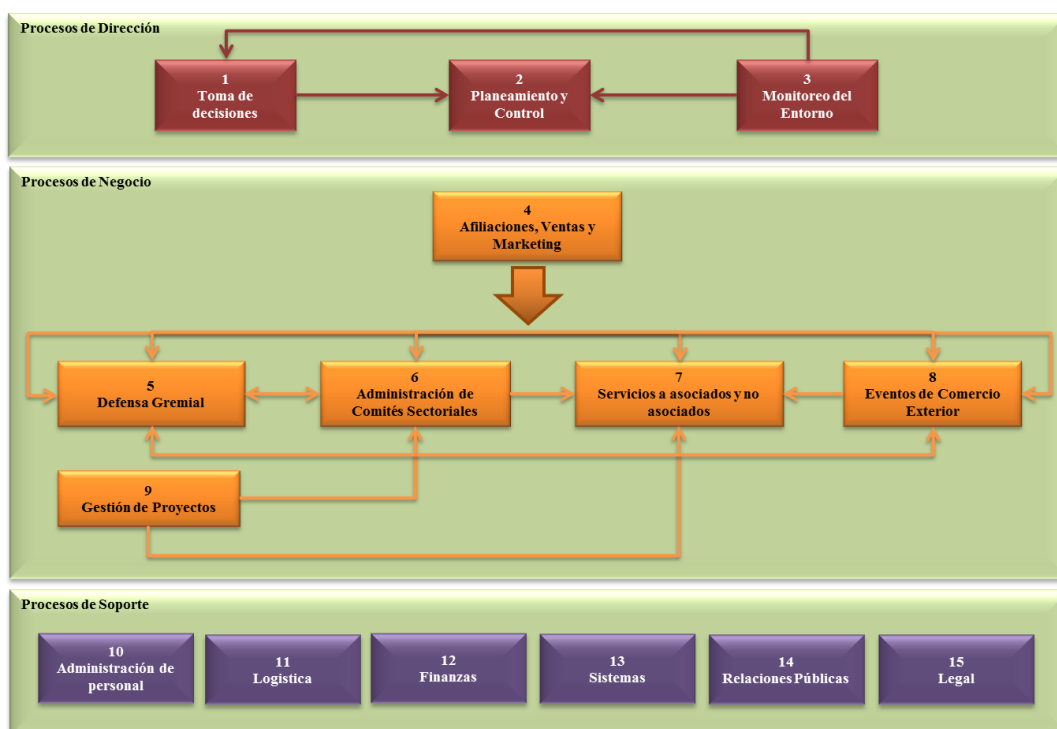 Procesos de Dirección
1
Toma de
decisiones
2
Planeamiento y
Control
3
Monitoreo del
Entorno
Procesos de Negocio
4
Afiliaciones, Ventas y
Marketing
5
Defensa Gremial
6
Administración de
Comités Sectoriales
7
Servicios a asociados y no
asociados
8
Eventos de Comercio
Exterior
9
Gestión de Proyectos
Procesos de Soporte
10
Administración de
personal
11
Logistica
12
Finanzas
13
Sistemas
14
Relaciones Públicas
15
Legal